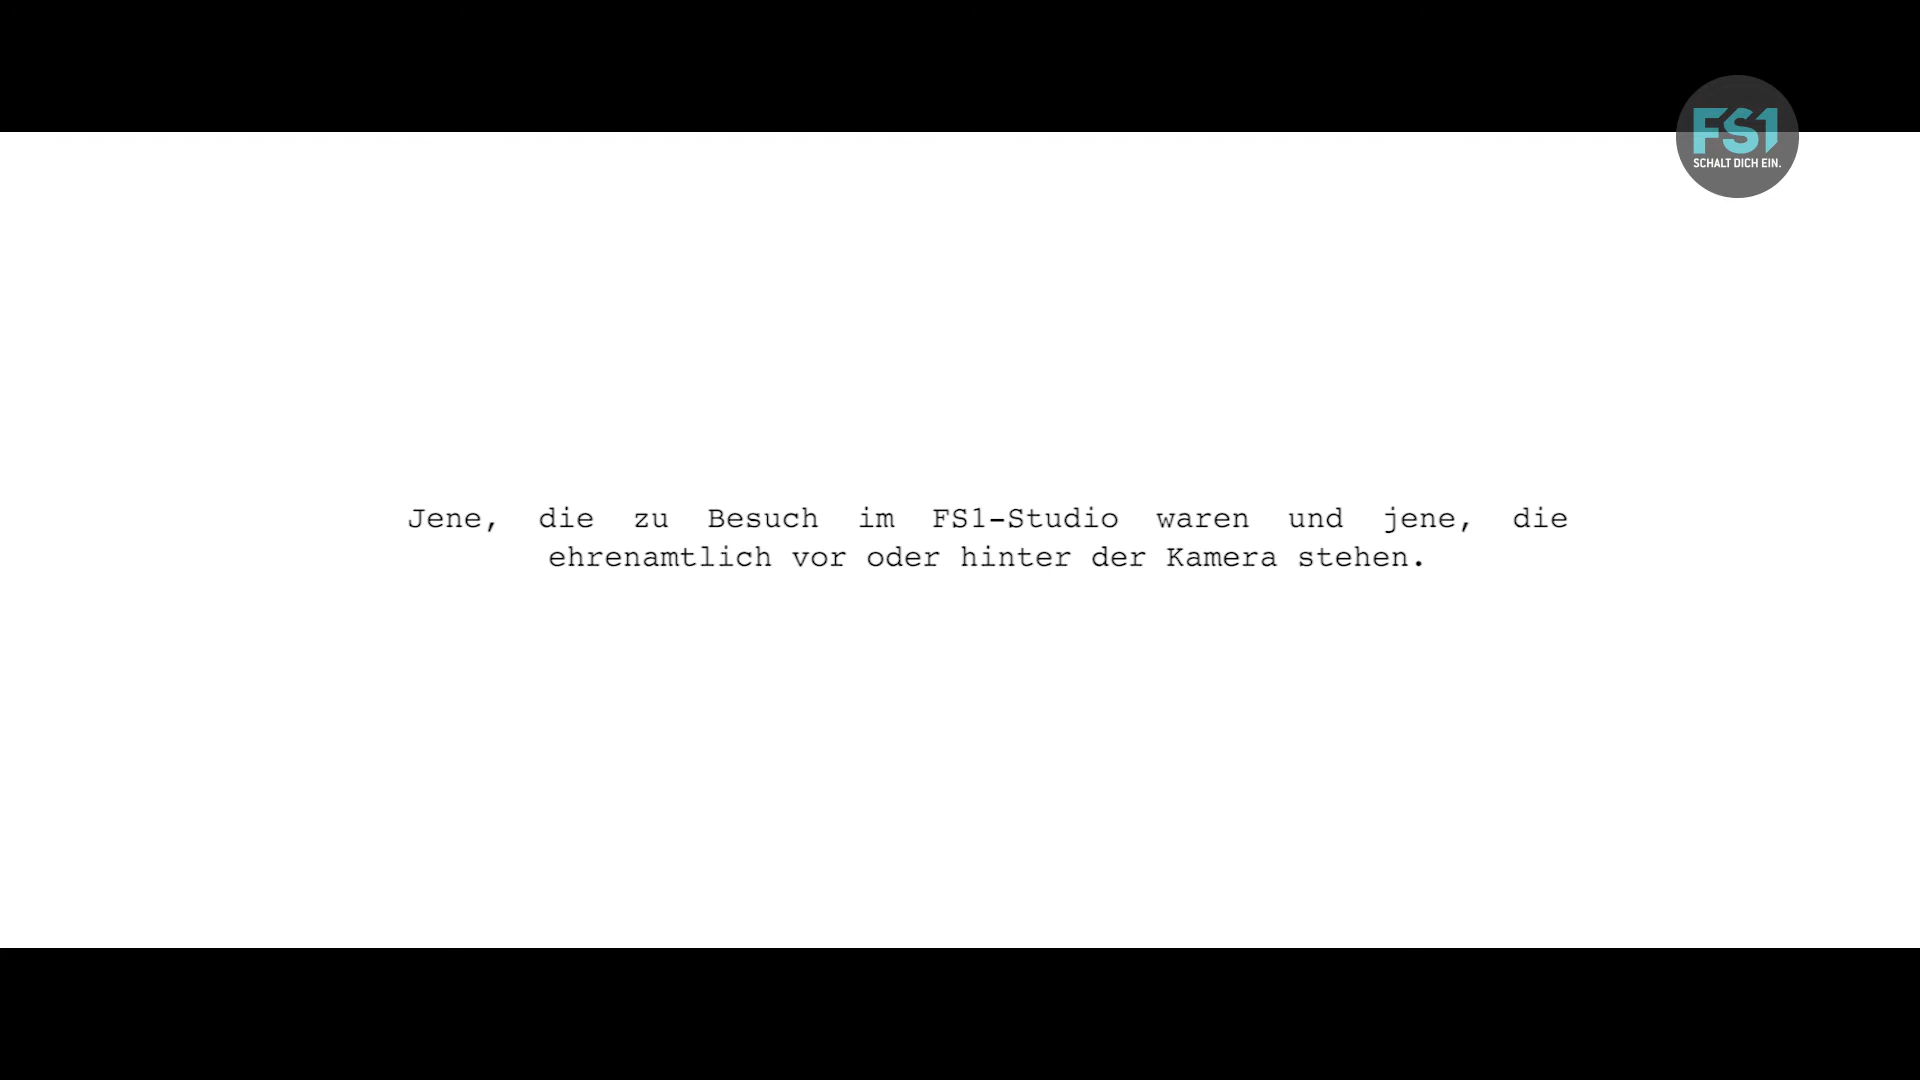 FS1
SCHALT DICH EIN.
Jene, die zu Besuch im FS1-Studio waren und jene, die
ehrenamtlich vor oder hinter der Kamera stehen.